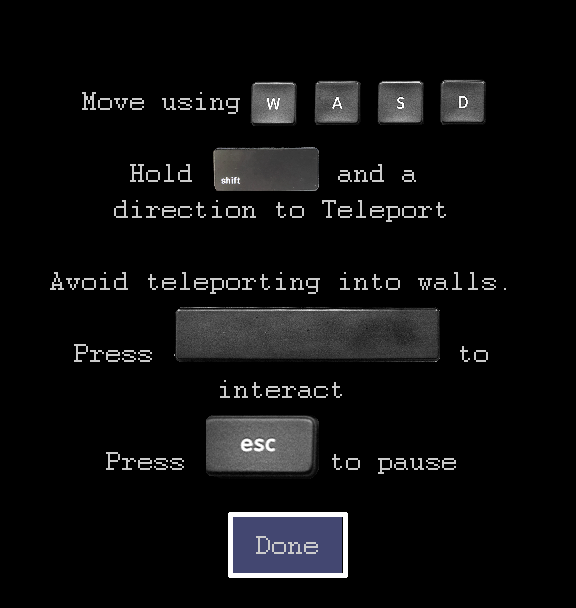 Move using W A S D
Hold shift and a
direction to Teleport
Avoid teleporting into walls.
Press to
interact
Press esc to pause
Done